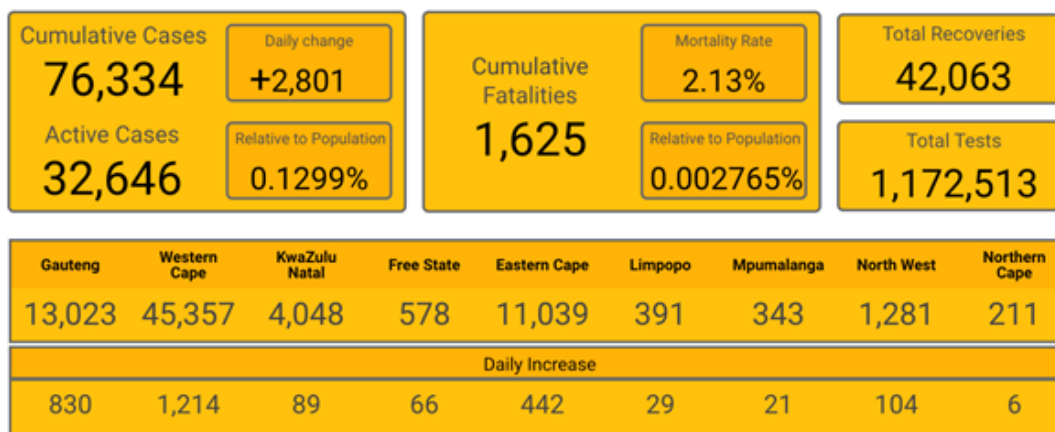 Cumulative Cases
76,334
Daily change
+2,801
Active Cases
32,646
Relative to Population
0.1299%
Cumulative
Fatalities
1,625
Mortality Rate
2.13%
Relative to Population
0.002765%
Total Recoveries
42,063
Total Tests
1,172,513
Gauteng Western Cape KwaZulu Natal Free State Eastern Cape Limpopo Mpumalanga North West Northern Cape
13,023 45,357 4,048 578 11,039 391 343 1,281 211
Daily Increase
830 1,214 89 66 442 29 21 104 6